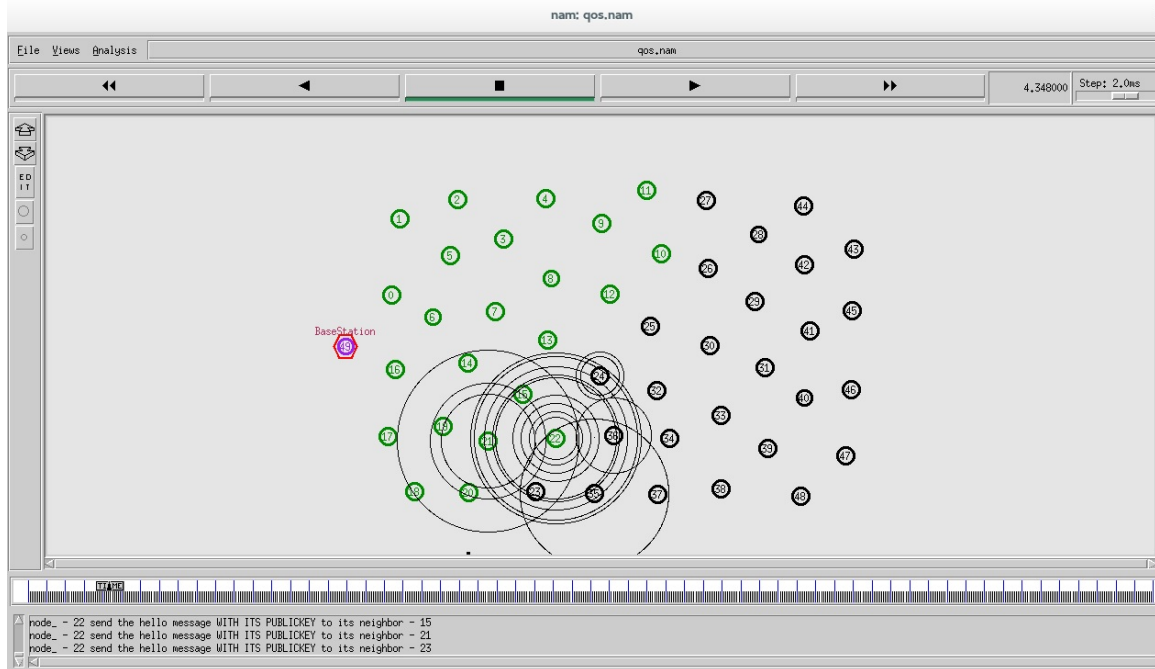 nam: qos.nam
File Views Analysis qos.nam
4.348000 Step: 2.0ms
ED
IT
11
2 4 27 44
1 9
3 28
5 10 43
26 42
8
0 12 29
6 7 45
25 41
BaseStation 13
49 30
14 31
16 24
15 32 46
40
33
19
17 21 22 36 34
39
47
18 20 23 35 37 38 48
TIME
node_ - 22 send the hello message WITH ITS PUBLICKEY to its neighbor - 15
node_ - 22 send the hello message WITH ITS PUBLICKEY to its neighbor - 21
node_ - 22 send the hello message WITH ITS PUBLICKEY to its neighbor - 23